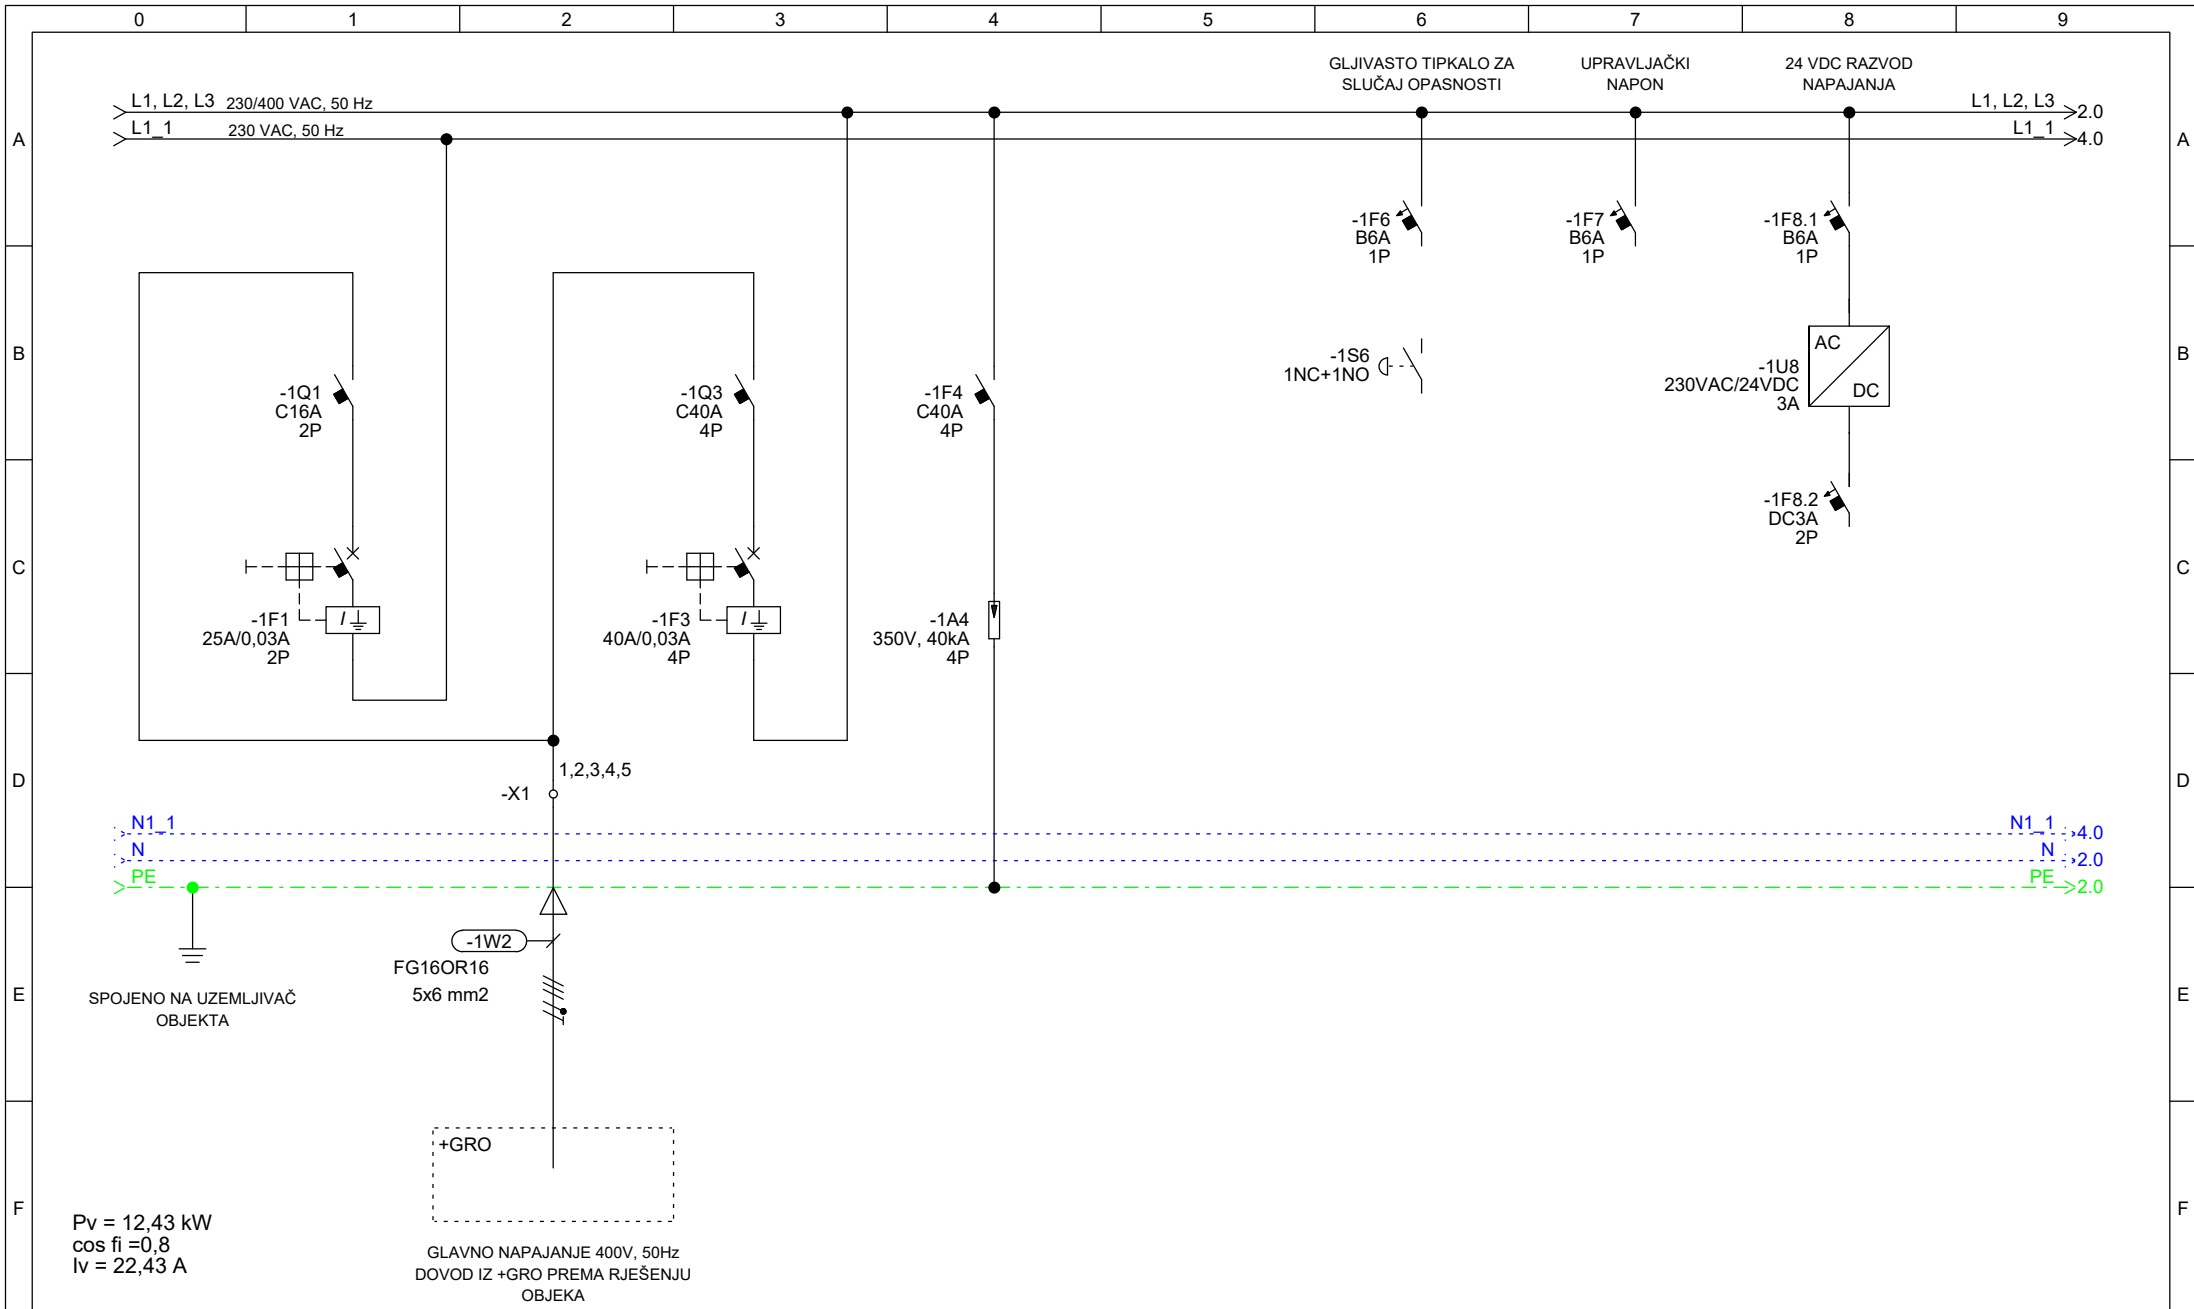 0 1 2 3 4 5 6 7 8 9
GLJIVASTO TIPKALO ZA
SLUČAJ OPASNOSTI
UPRAVLJAČKI
NAPON
24 VDC RAZVOD
NAPAJANJA
L1, L2, L3 230/400 VAC, 50 Hz
L1, L2, L3
2.0
L1_1 230 VAC, 50 Hz
L1_1
4.0
A
A
-1F6
B6A
1P
-1F7
B6A
1P
-1F8.1
B6A
1P
B
B
-1Q1
C16A
2P
-1Q3
C40A
4P
-1F4
C40A
4P
-1S6
1NC+1NO
AC
DC
-1U8
230VAC/24VDC
3A
-1F8.2
DC3A
2P
C
C
I
-1F1
25A/0,03A
2P
I
-1F3
40A/0,03A
4P
-1A4
350V, 40kA
4P
D
D
1,2,3,4,5
-X1
N1_1
N1_1
4.0
N
N
2.0
PE
PE
2.0
-1W2
FG16OR16
5x6 mm2
E
E
SPOJENO NA UZEMLJIVAČ
OBJEKTA
+GRO
F
F
Pv = 12,43 kW
cos fi =0,8
Iv = 22,43 A
GLAVNO NAPAJANJE 400V, 50Hz
DOVOD IZ +GRO PREMA RJEŠENJU
OBJEKA